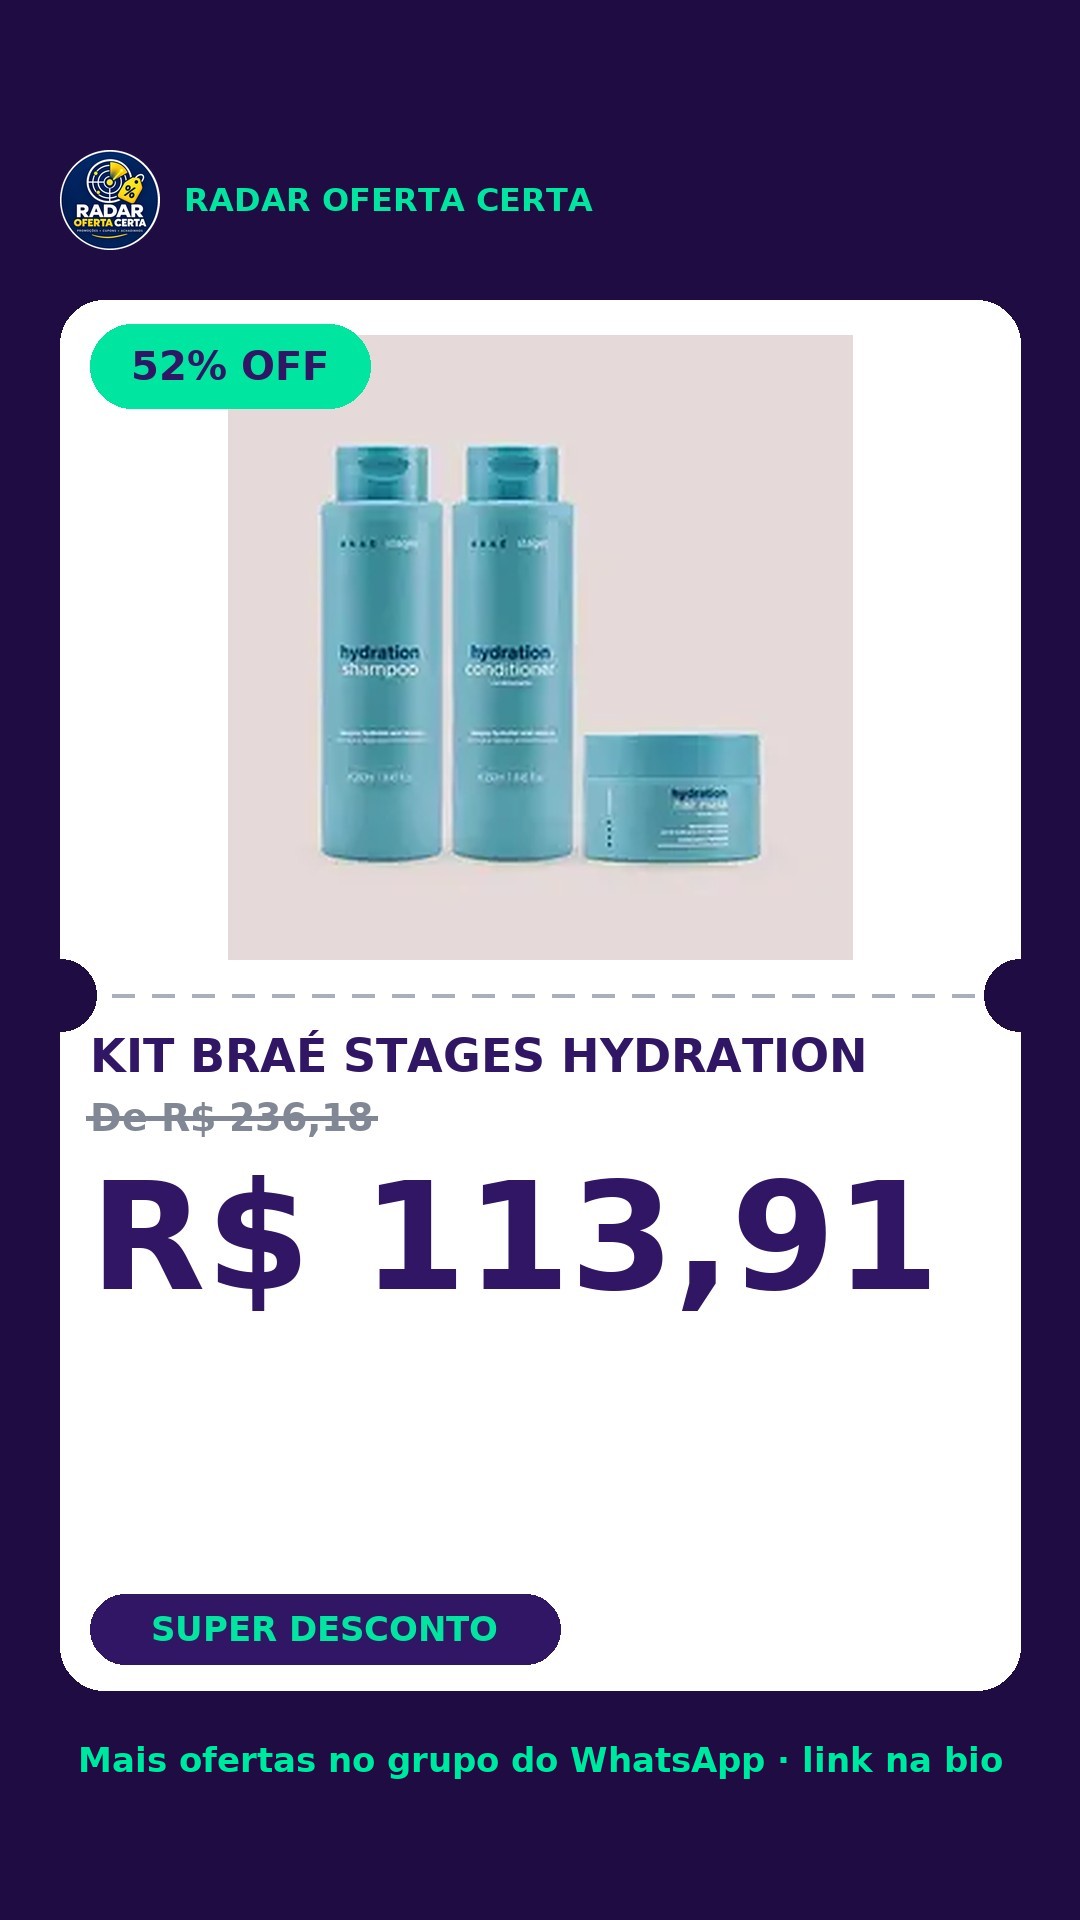 RADAR
OFERTA CERTA
RADAR OFERTA CERTA
52% OFF
BRAÉ stages
hydration
shampoo
BRAÉ stages
hydration
conditioner
hydration
hair mask
KIT BRAÉ STAGES HYDRATION
De R$ 236,18
R$ 113,91
SUPER DESCONTO
Mais ofertas no grupo do WhatsApp · link na bio